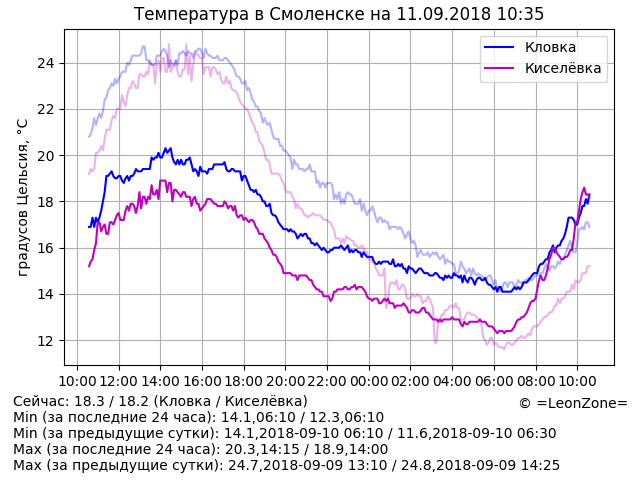 Температура в Смоленске на 11.09.2018 10:35
Кловка
Киселёвка
градусов Цельсия, °C
24
22
20
18
16
14
12
10:00 12:00 14:00 16:00 18:00 20:00 22:00 00:00 02:00 04:00 06:00 08:00 10:00
Сейчас: 18.3 / 18.2 (Кловка / Киселёвка)
© =LeonZone=
Min (за последние 24 часа): 14.1,06:10 / 12.3,06:10
Min (за предыдущие сутки): 14.1,2018-09-10 06:10 / 11.6,2018-09-10 06:30
Max (за последние 24 часа): 20.3,14:15 / 18.9,14:00
Max (за предыдущие сутки): 24.7,2018-09-09 13:10 / 24.8,2018-09-09 14:25